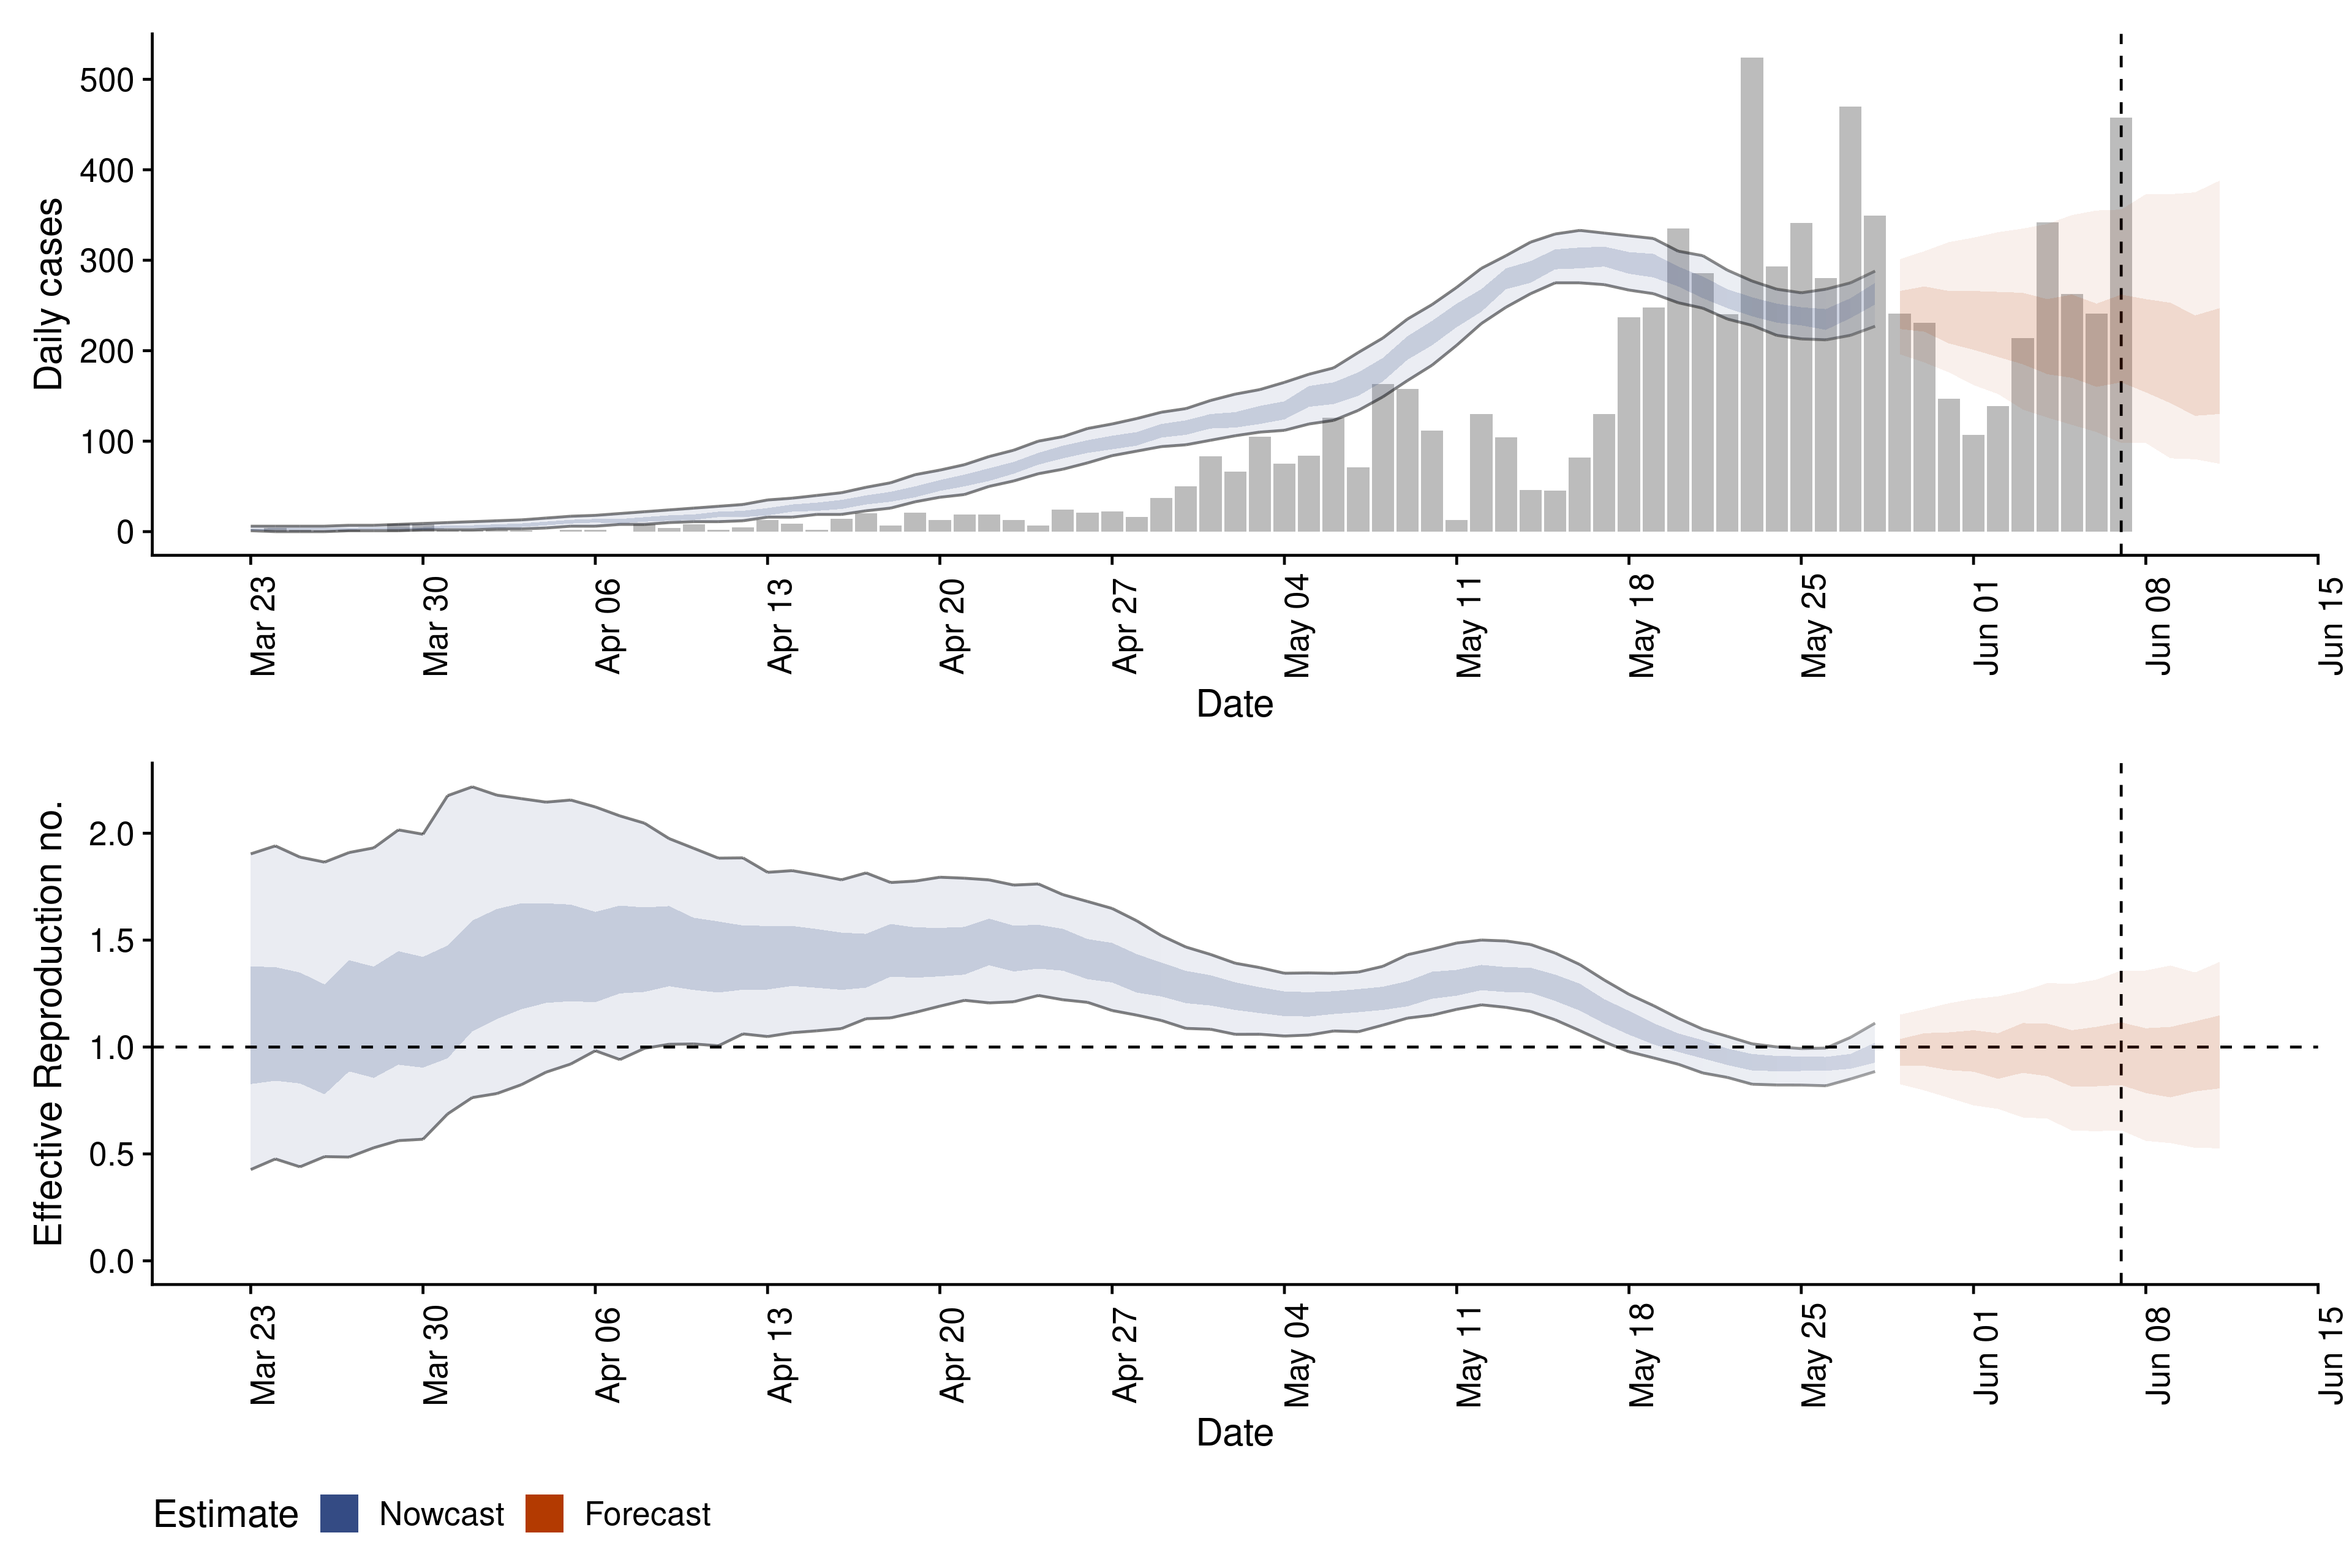 Daily cases
500
400
300
200
100
0
Mar 23
Mar 30
Apr 06
Apr 13
Apr 20
Apr 27
May 04
May 11
May 18
May 25
Jun 01
Jun 08
Jun 15
Date
Effective Reproduction no.
2.0
1.5
1.0
0.5
0.0
Mar 23
Mar 30
Apr 06
Apr 13
Apr 20
Apr 27
May 04
May 11
May 18
May 25
Jun 01
Jun 08
Jun 15
Date
Estimate Nowcast Forecast